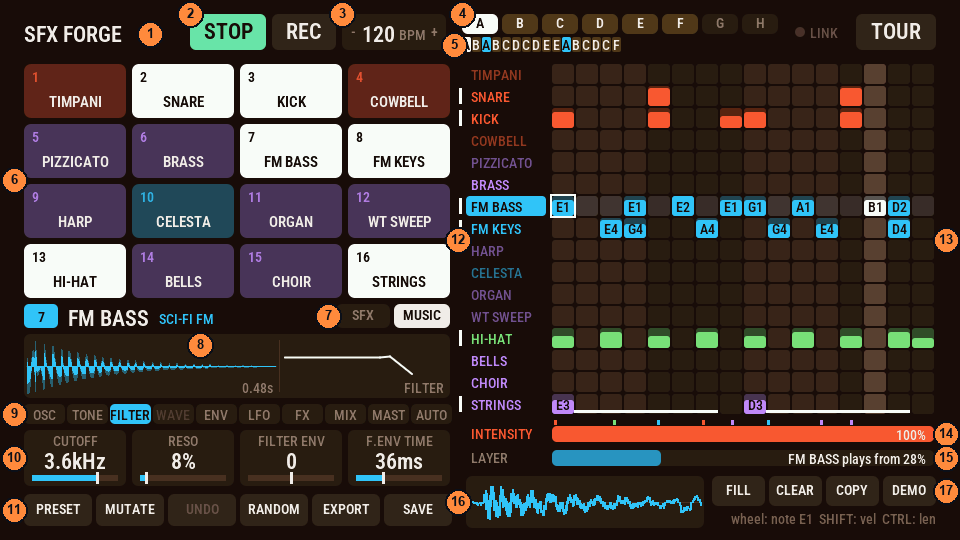 SFX FORGE 1 2 STOP REC 3 - 120 BPM + 4 A B C D E F G H LINK TOUR
5 A B A B C D C D E E A B C D C F
1 TIMPANI
2 SNARE
3 KICK
4 COWBELL
5 PIZZICATO
6 BRASS
7 FM BASS
8 FM KEYS
6
9 HARP
10 CELESTA
11 ORGAN
12 WT SWEEP
13 HI-HAT
14 BELLS
15 CHOIR
16 STRINGS
7 FM BASS SCI-FI FM 7 SFX MUSIC
8
0.48s FILTER
9 OSC TONE FILTER WAVE ENV LFO FX MIX MAST AUTO
10 CUTOFF RESO FILTER ENV F.ENV TIME
3.6kHz 8% 0 36ms
11 PRESET MUTATE UNDO RANDOM EXPORT SAVE
TIMPANI
SNARE
KICK
COWBELL
PIZZICATO
BRASS
FM BASS E1 E1 E2 E1 G1 A1 B1 D2
FM KEYS E4 G4 A4 G4 E4 D4
12 13
HARP
CELESTA
ORGAN
WT SWEEP
HI-HAT
BELLS
CHOIR
STRINGS E3 D3
INTENSITY 100% 14
LAYER FM BASS plays from 28% 15
16 FILL CLEAR COPY DEMO 17
wheel: note E1 SHIFT: vel CTRL: len